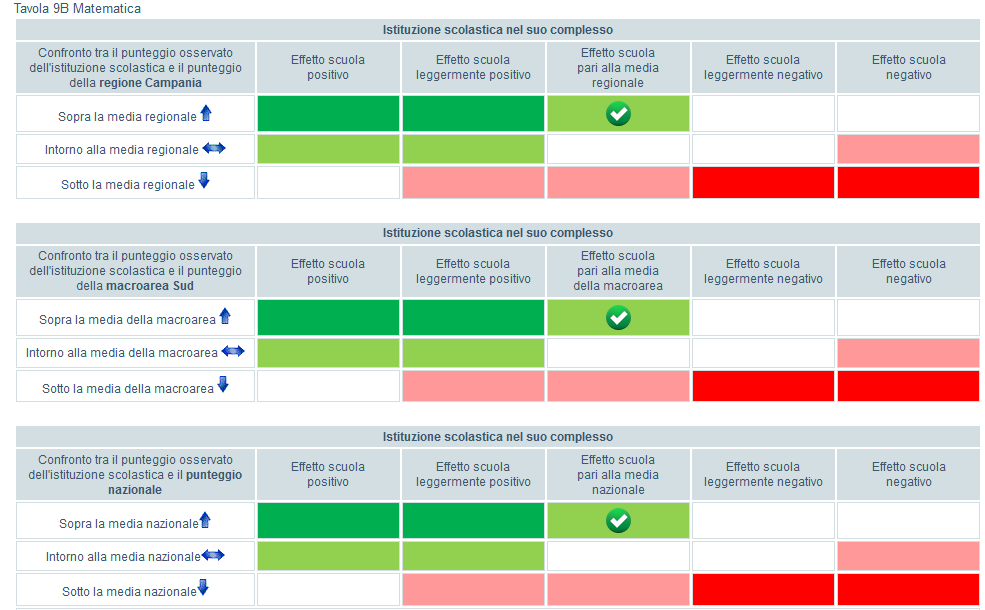 Tavola 9B Matematica
Istituzione scolastica nel suo complesso
Confronto tra il punteggio osservato
dell'istituzione scolastica e il punteggio
della regione Campania
Effetto scuola
positivo
Effetto scuola
leggermente positivo
Effetto scuola
pari alla media
regionale
Effetto scuola
leggermente negativo
Effetto scuola
negativo
Sopra la media regionale
Intorno alla media regionale
Sotto la media regionale
Istituzione scolastica nel suo complesso
Confronto tra il punteggio osservato
dell'istituzione scolastica e il punteggio
della macroarea Sud
Effetto scuola
positivo
Effetto scuola
leggermente positivo
Effetto scuola
pari alla media
della macroarea
Effetto scuola
leggermente negativo
Effetto scuola
negativo
Sopra la media della macroarea
Intorno alla media della macroarea
Sotto la media della macroarea
Istituzione scolastica nel suo complesso
Confronto tra il punteggio osservato
dell'istituzione scolastica e il punteggio
nazionale
Effetto scuola
positivo
Effetto scuola
leggermente positivo
Effetto scuola
pari alla media
nazionale
Effetto scuola
leggermente negativo
Effetto scuola
negativo
Sopra la media nazionale
Intorno alla media nazionale
Sotto la media nazionale